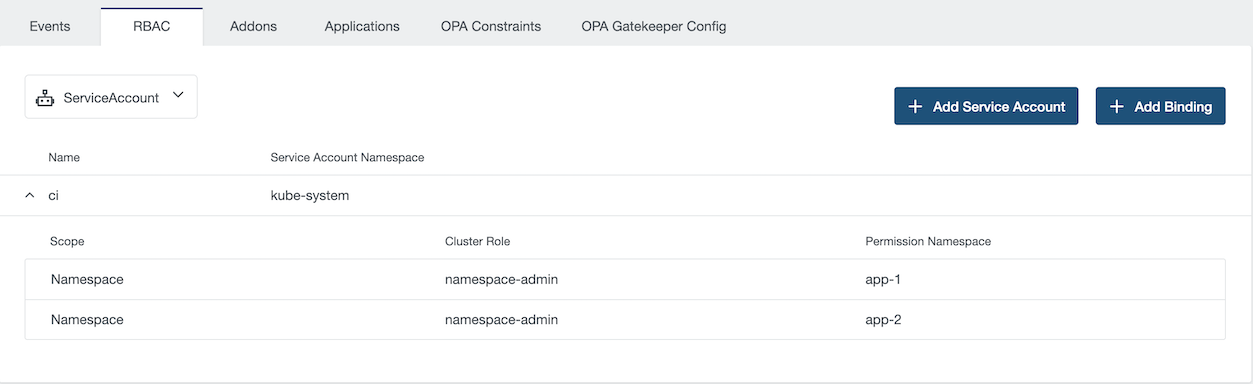 Events RBAC Addons Applications OPA Constraints OPA Gatekeeper Config
ServiceAccount
Add Service Account Add Binding
Name Service Account Namespace
ci kube-system
Scope Cluster Role Permission Namespace
Namespace namespace-admin app-1
Namespace namespace-admin app-2